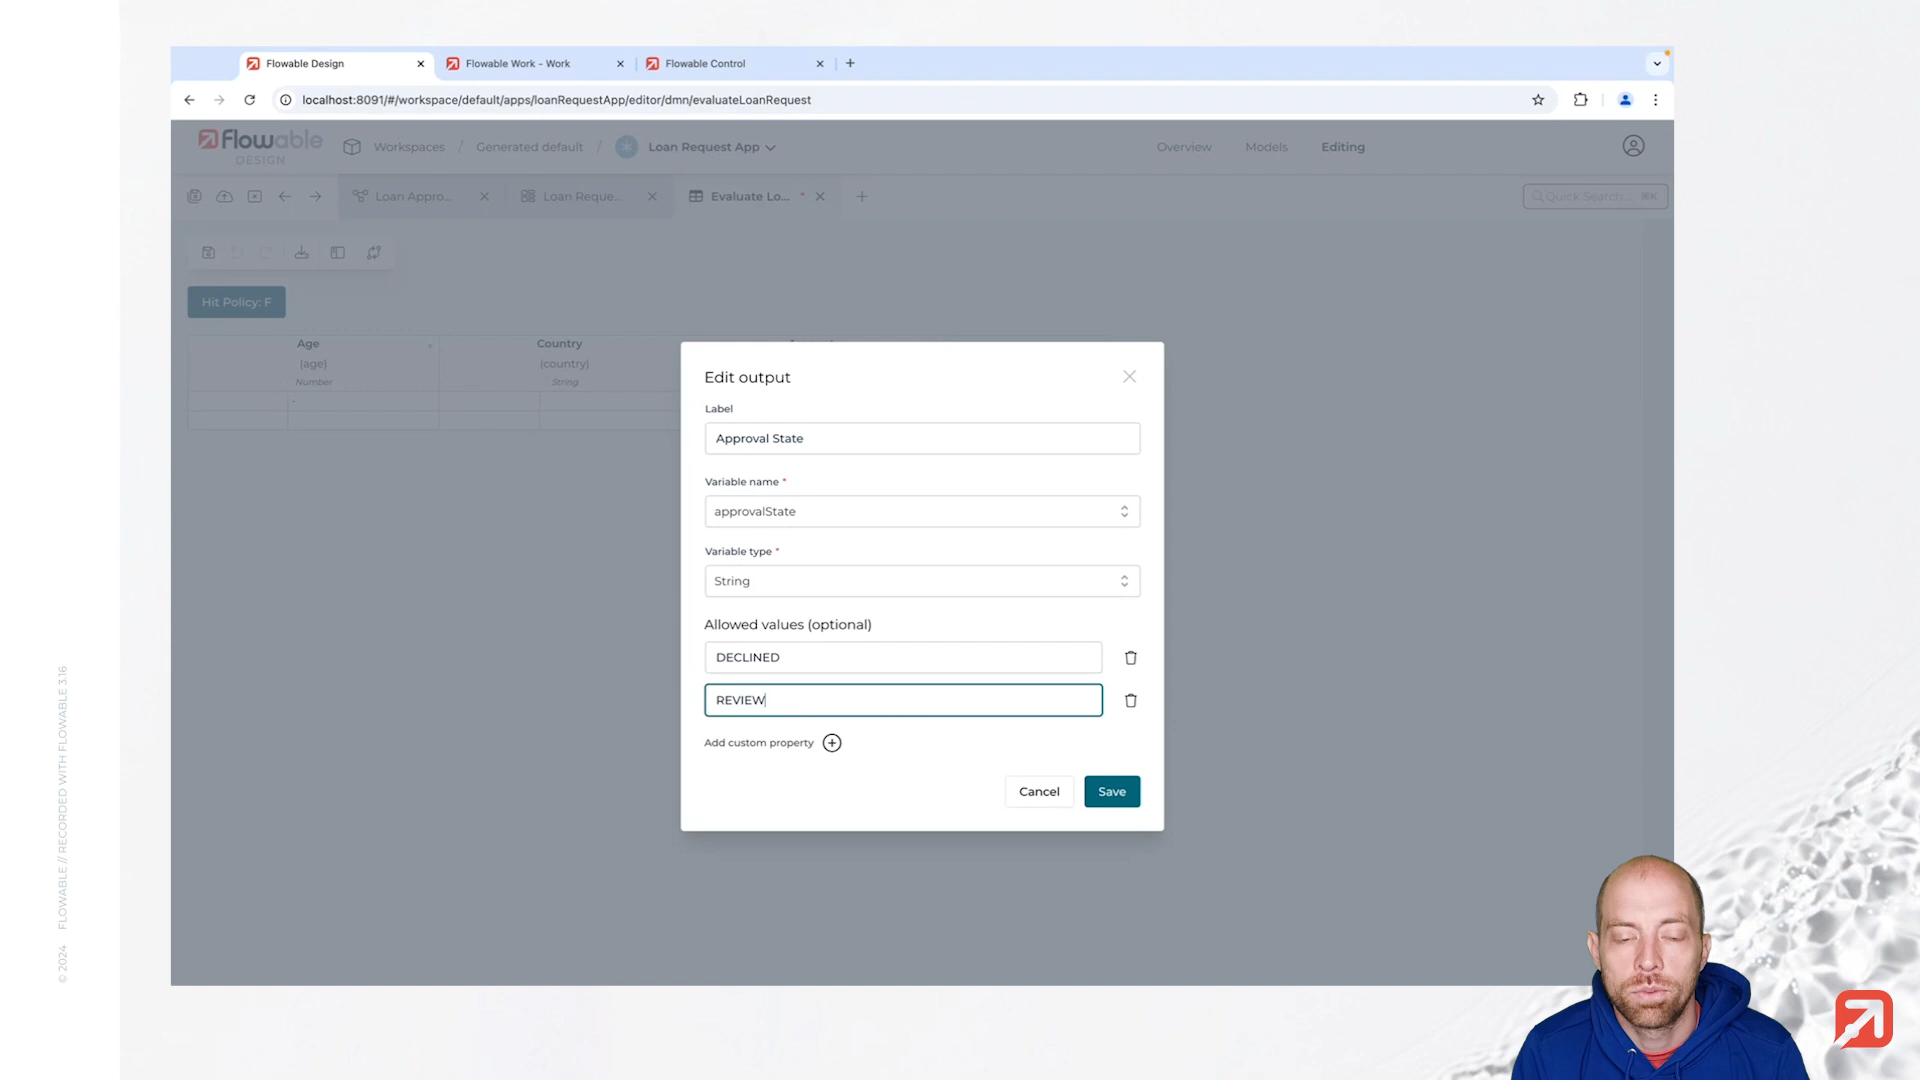 Flowable Design
Flowable Work - Work
Flowable Control
localhost:8091/#/workspace/default/apps/loanRequestApp/editor/dmn/evaluateLoanRequest
Flowable
DESIGN
Workspaces / Generated default / Loan Request App
Overview
Models
Editing
Loan Appro...
Loan Reque...
Evaluate Lo... *
Quick Search... ⌘K
Hit Policy: F
Age
(age)
Number
-
Country
(country)
String
Edit output
Label
Approval State
Variable name *
approvalState
Variable type *
String
Allowed values (optional)
DECLINED
REVIEW
Add custom property
Cancel
Save
© 2024 FLOWABLE // RECORDED WITH FLOWABLE 3.16